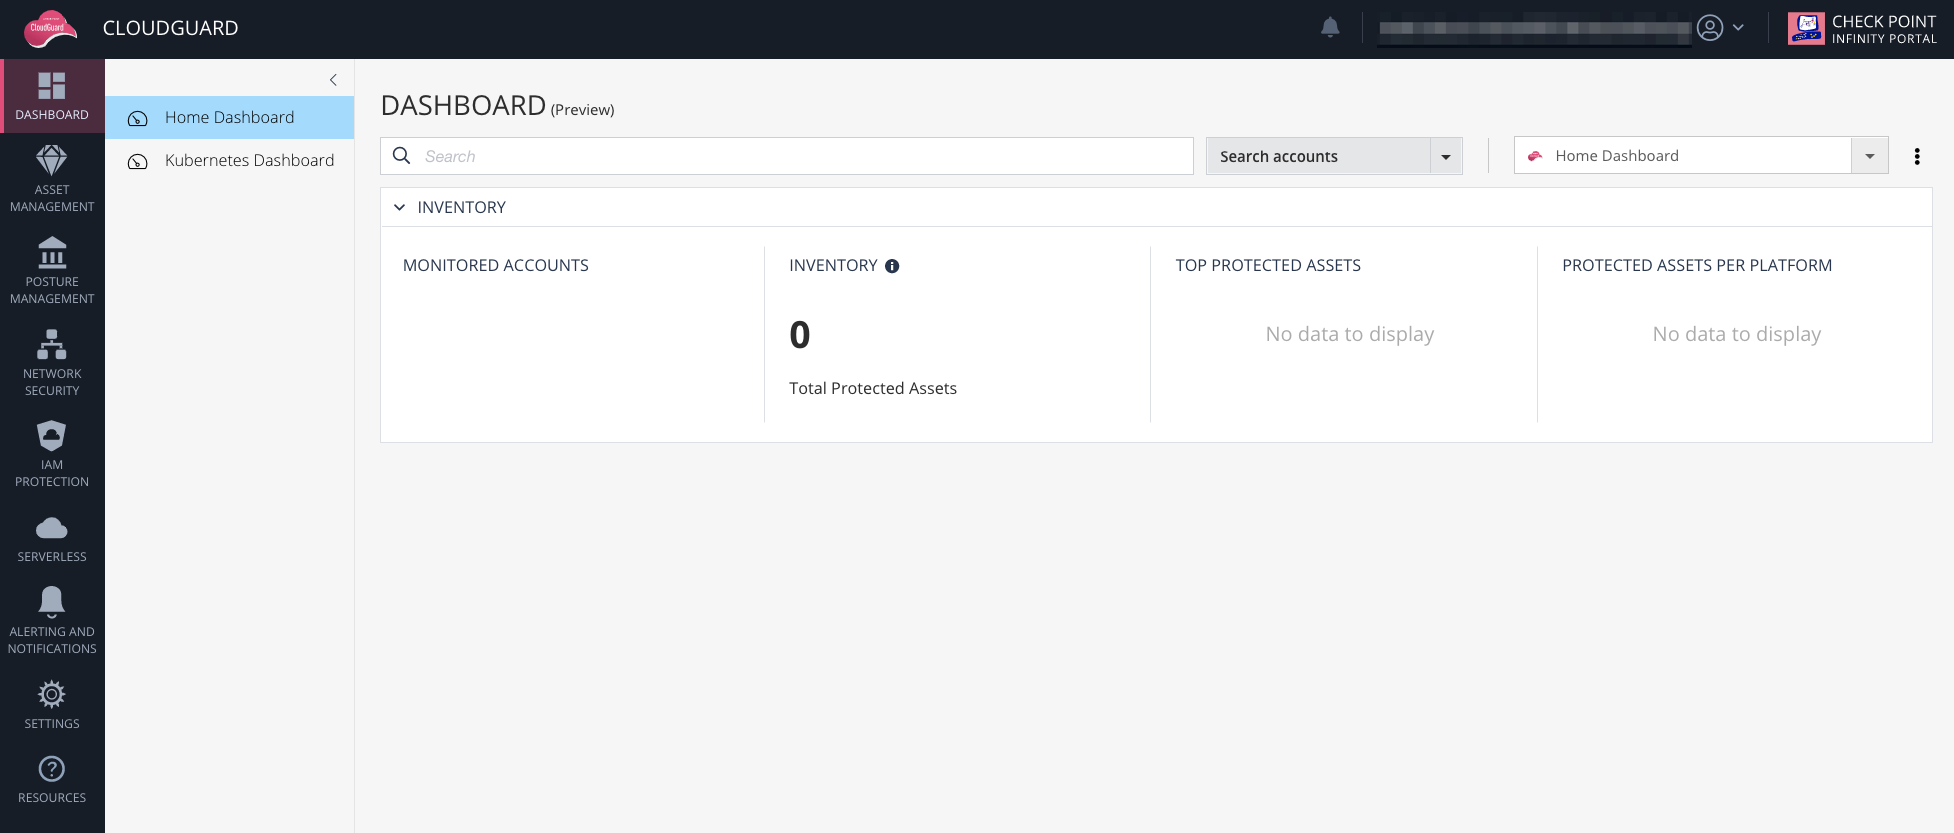 CloudGuard
CLOUDGUARD
CHECK POINT
INFINITY PORTAL
DASHBOARD
ASSET
MANAGEMENT
POSTURE
MANAGEMENT
NETWORK
SECURITY
IAM
PROTECTION
SERVERLESS
ALERTING AND
NOTIFICATIONS
SETTINGS
RESOURCES
Home Dashboard
Kubernetes Dashboard
DASHBOARD (Preview)
Search
Search accounts
Home Dashboard
INVENTORY
MONITORED ACCOUNTS
INVENTORY
0
Total Protected Assets
TOP PROTECTED ASSETS
No data to display
PROTECTED ASSETS PER PLATFORM
No data to display